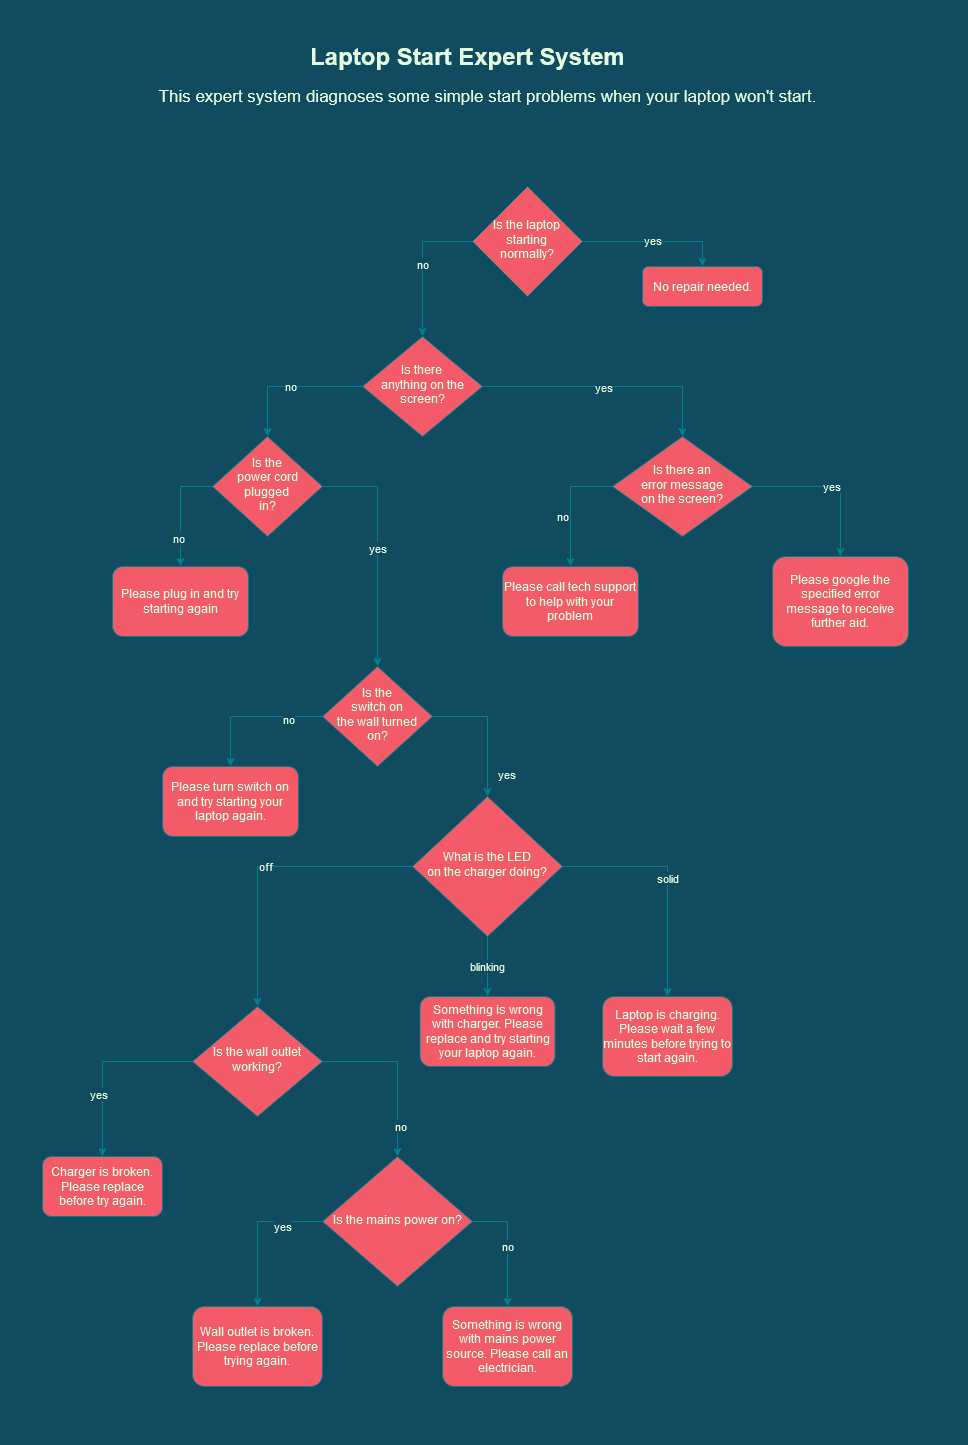 Laptop Start Expert System
This expert system diagnoses some simple start problems when your laptop won't start.
Is the laptop
starting
normally?
yes
no
No repair needed.
Is there
anything on the
screen?
no
yes
Is the
power cord
plugged
in?
Is there an
error message
on the screen?
yes
no
no
yes
Please plug in and try
starting again
Please call tech support
to help with your
problem
Please google the
specified error
message to receive
further aid.
Is the
switch on
the wall turned
on?
no
yes
Please turn switch on
and try starting your
laptop again.
What is the LED
on the charger doing?
off
solid
blinking
Something is wrong
with charger. Please
replace and try starting
your laptop again.
Laptop is charging.
Please wait a few
minutes before trying to
start again.
Is the wall outlet
working?
yes
no
Charger is broken.
Please replace
before try again.
Is the mains power on?
yes
no
Wall outlet is broken.
Please replace before
trying again.
Something is wrong
with mains power
source. Please call an
electrician.